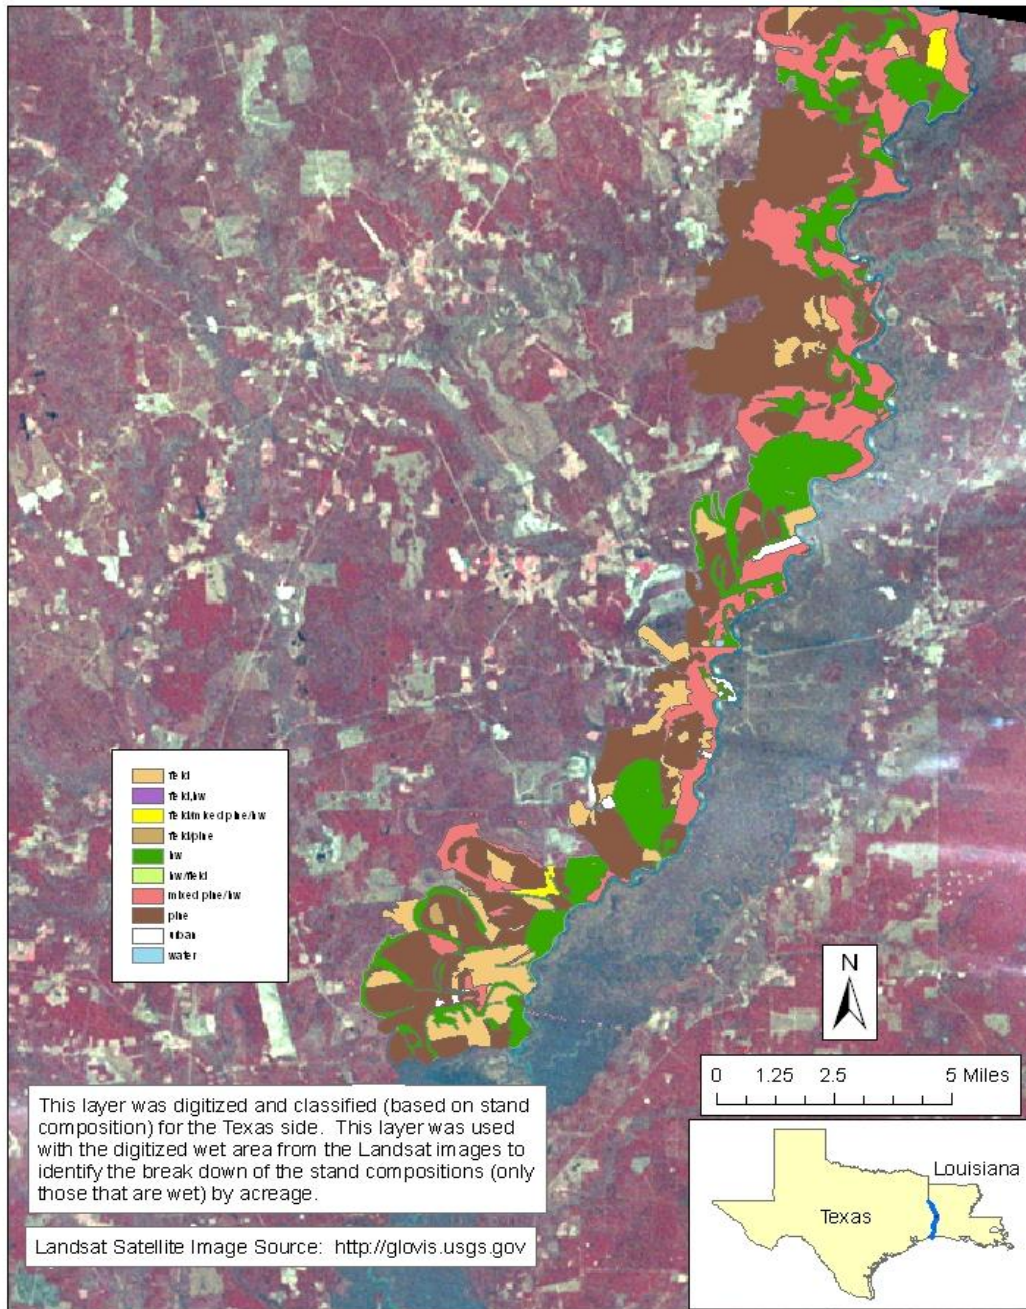 field
field,hw
field/mixed pine/hw
field/pine
hw
hw/field
mixed pine/hw
pine
urban
water
N
0 1.25 2.5 5 Miles
This layer was digitized and classified (based on stand
composition) for the Texas side. This layer was used
with the digitized wet area from the Landsat images to
identify the break down of the stand compositions (only
those that are wet) by acreage.
Landsat Satellite Image Source: http://glovis.usgs.gov
Louisiana
Texas